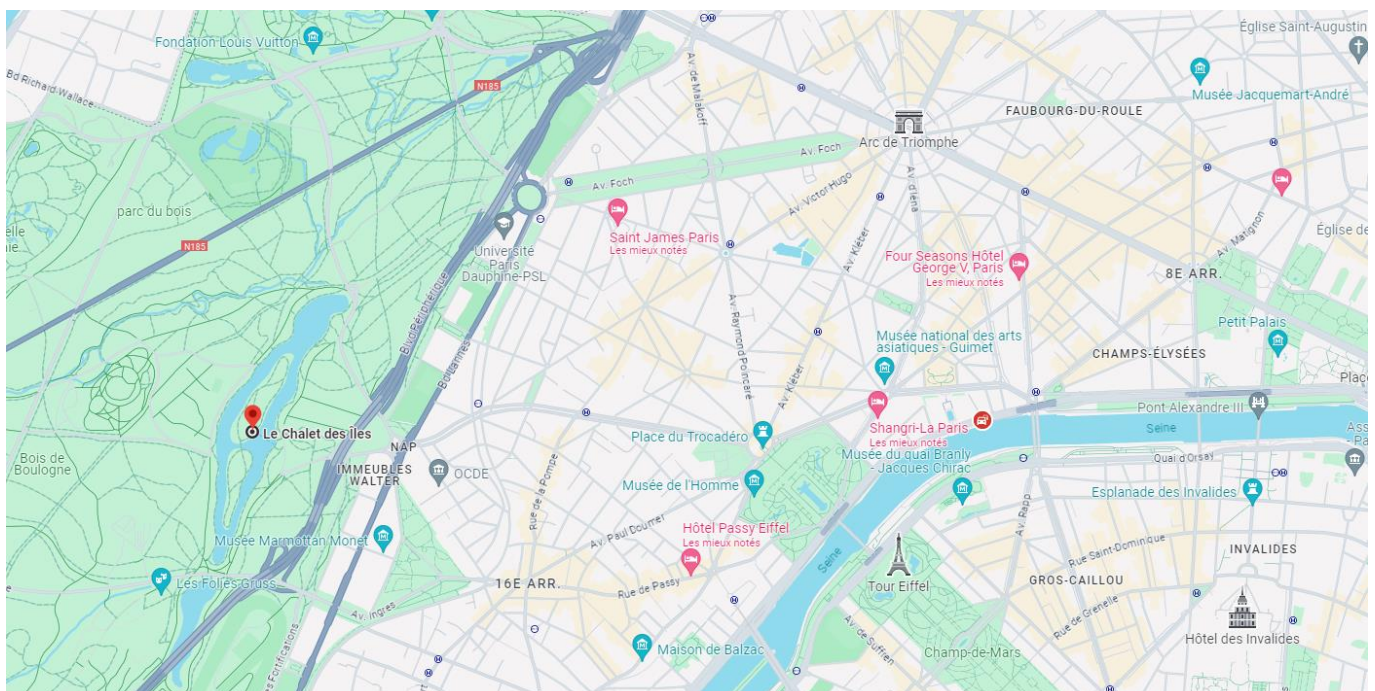 Église Saint-Augustin
Fondation Louis Vuitton
Bd Richard Wallace
N185
Av. de Malakoff
Musée Jacquemart-André
FAUBOURG-DU-ROULE
Arc de Triomphe
Av. Foch
Av. Foch
Av. Victor Hugo
Av. d'Iéna
parc du bois
N185
Université
Paris
Dauphine-PSL
Saint James Paris
Les mieux notés
Av. Kléber
Av. Matignon
Église de
Four Seasons Hôtel
George V, Paris
Les mieux notés
8E ARR.
Blvd Périphérique
Bd Lannes
Av. Raymond Poincaré
Petit Palais
Musée national des arts
asiatiques - Guimet
CHAMPS-ÉLYSÉES
Av. Kléber
Place
Pont Alexandre III
Le Chalet des Îles
Place du Trocadéro
Shangri-La Paris
Les mieux notés
Seine
NAP
Bois de
Boulogne
IMMEUBLES
WALTER
OCDE
Musée du quai Branly
- Jacques Chirac
Quai d'Orsay
Ass
- Pa
Rue de la Pompe
Musée de l'Homme
Esplanade des Invalides
Av. Rapp
Av. Paul Doumer
Hôtel Passy Eiffel
Les mieux notés
Musée Marmottan Monet
Seine
Rue Saint-Dominique
INVALIDES
Les Folies Gruss
16E ARR.
Rue de Passy
Tour Eiffel
GROS-CAILLOU
Av. Ingres
Rue de Grenelle
Av. de Suffren
Hôtel des Invalides
Maison de Balzac
Champ-de-Mars
es Fortifications